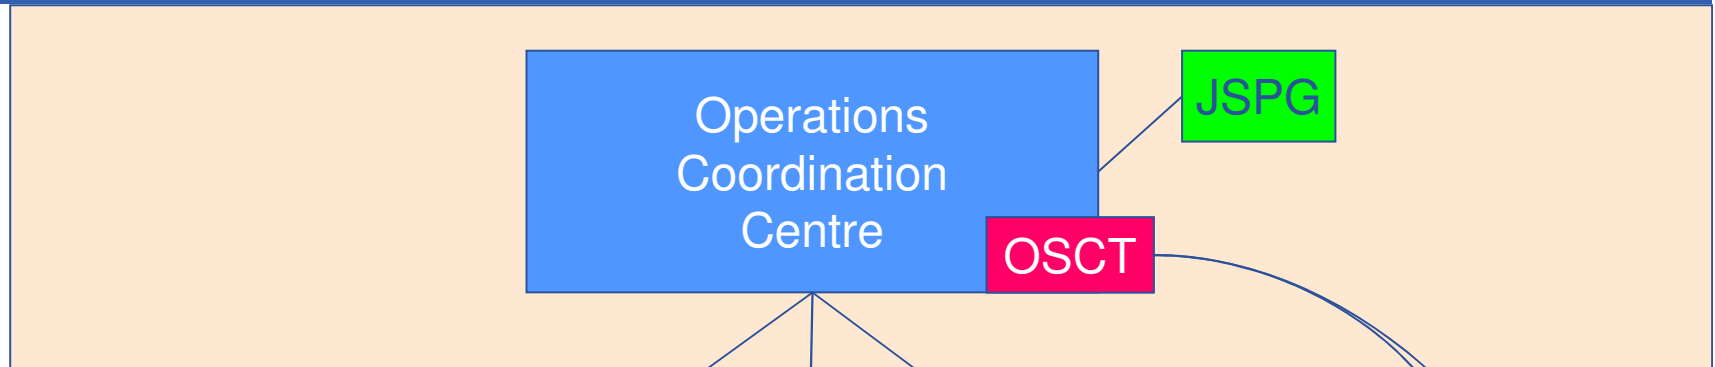 Operations
Coordination
Centre
JSPG
OSCT